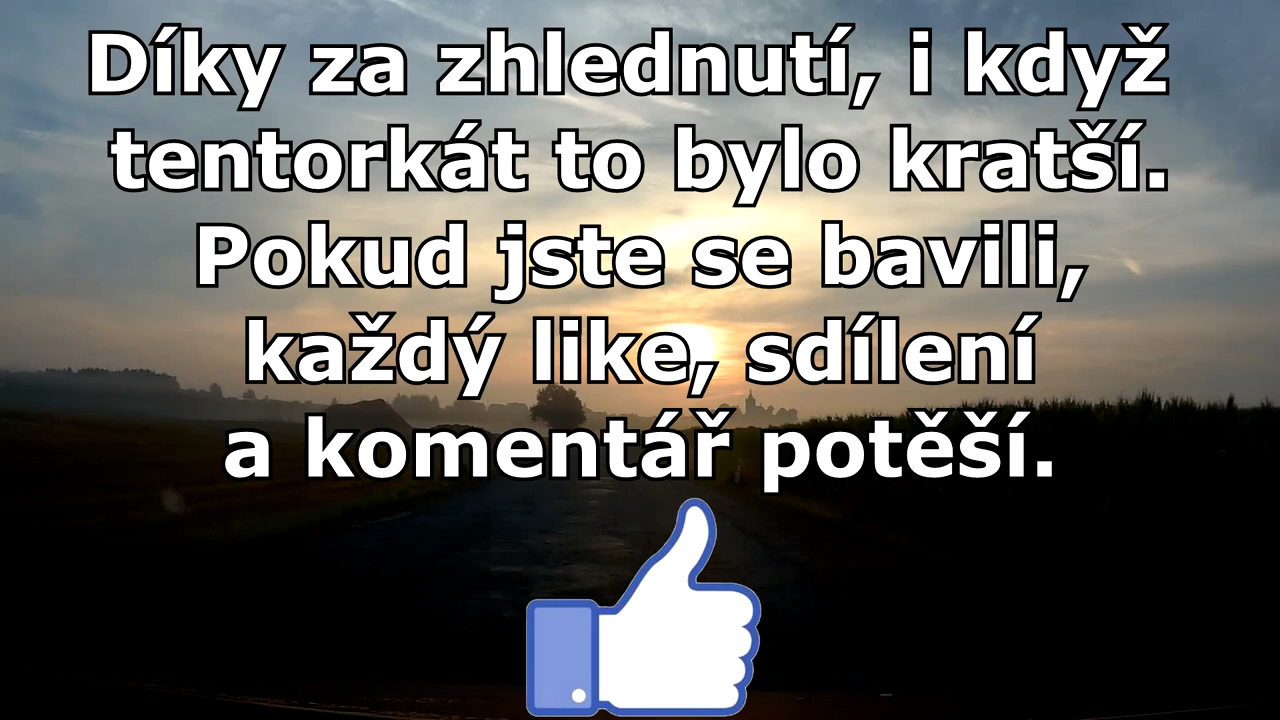 Díky za zhlednutí, i když
tentorkát to bylo kratší.
Pokud jste se bavili,
každý like, sdílení
a komentář potěší.